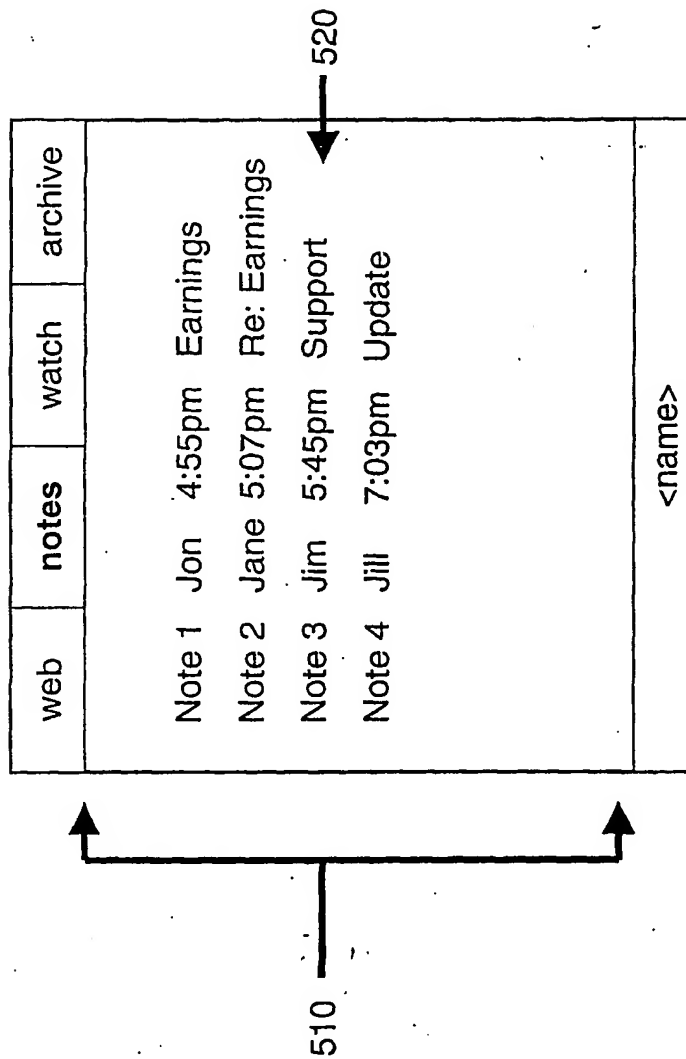 web notes watch archive
Note 1 Jon 4:55pm Earnings
Note 2 Jane 5:07pm Re: Earnings
Note 3 Jim 5:45pm Support
Note 4 Jill 7:03pm Update
<name>
510
520